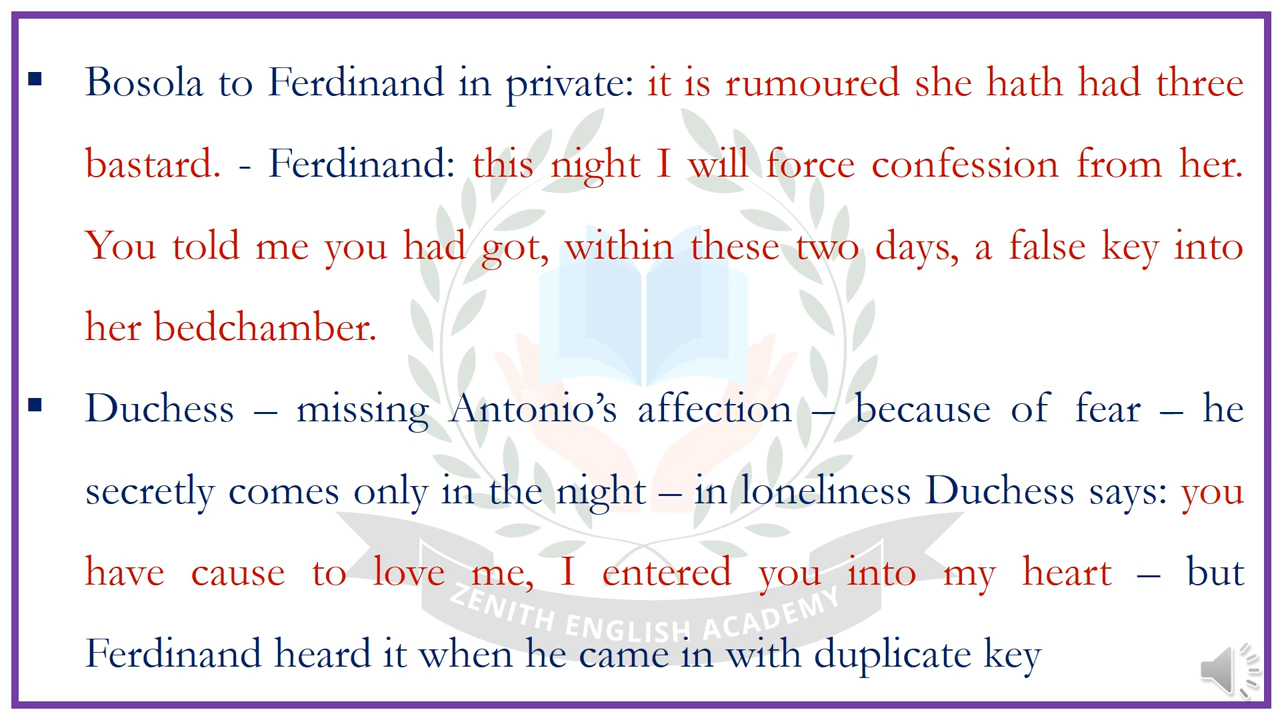 ▪ Bosola to Ferdinand in private: it is rumoured she hath had three
bastard. - Ferdinand: this night I will force confession from her.
You told me you had got, within these two days, a false key into
her bedchamber.
▪ Duchess – missing Antonio’s affection – because of fear – he
secretly comes only in the night – in loneliness Duchess says: you
have cause to love me, I entered you into my heart – but
Ferdinand heard it when he came in with duplicate key
ZENITH ENGLISH ACADEMY